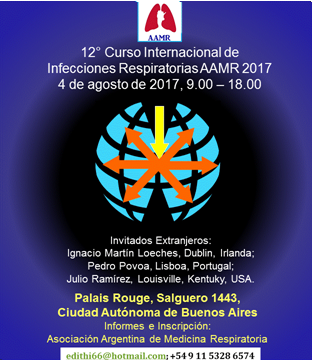 AAMR
12° Curso Internacional de
Infecciones Respiratorias AAMR 2017
4 de agosto de 2017, 9.00 – 18.00
Invitados Extranjeros:
Ignacio Martín Loeches, Dublin, Irlanda;
Pedro Povoa, Lisboa, Portugal;
Julio Ramírez, Louisville, Kentuky, USA.
Palais Rouge, Salguero 1443,
Ciudad Autónoma de Buenos Aires
Informes e Inscripción:
Asociación Argentina de Medicina Respiratoria
edithi66@hotmail.com; +54 9 11 5328 6574